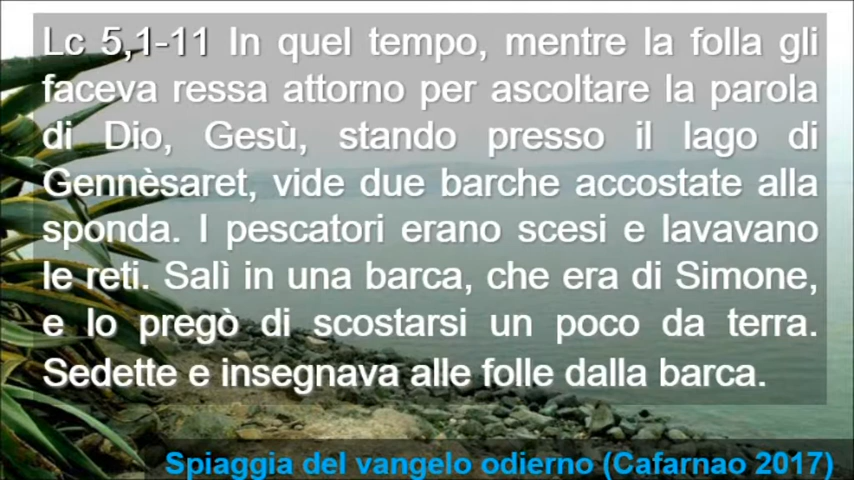 Lc 5,1-11 In quel tempo, mentre la folla gli
faceva ressa attorno per ascoltare la parola
di Dio, Gesù, stando presso il lago di
Gennèsaret, vide due barche accostate alla
sponda. I pescatori erano scesi e lavavano
le reti. Salì in una barca, che era di Simone,
e lo pregò di scostarsi un poco da terra.
Sedette e insegnava alle folle dalla barca.
Spiaggia del vangelo odierno (Cafarnao 2017)